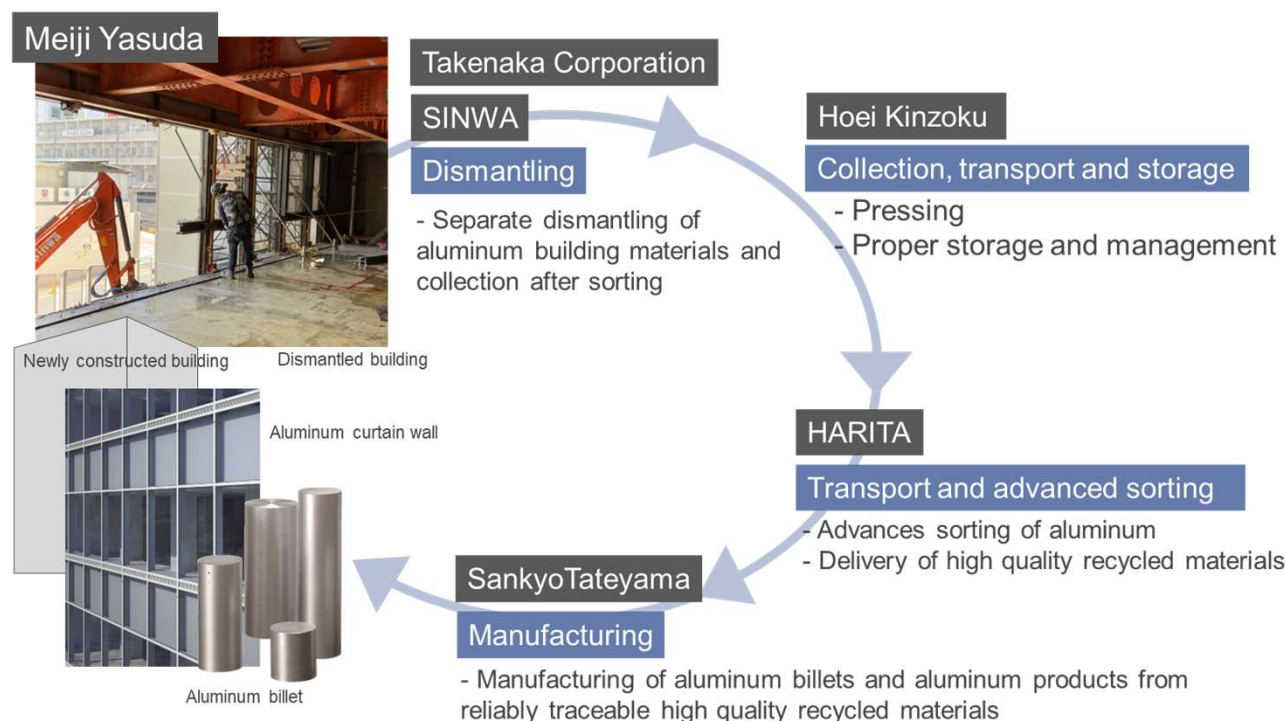 Meiji Yasuda
Takenaka Corporation
SINWA
Dismantling
- Separate dismantling of
aluminum building materials and
collection after sorting
Hoei Kinzoku
Collection, transport and storage
- Pressing
- Proper storage and management
Newly constructed building
Dismantled building
Aluminum curtain wall
HARITA
Transport and advanced sorting
- Advances sorting of aluminum
- Delivery of high quality recycled materials
SankyoTateyama
Manufacturing
- Manufacturing of aluminum billets and aluminum products from
reliably traceable high quality recycled materials
Aluminum billet